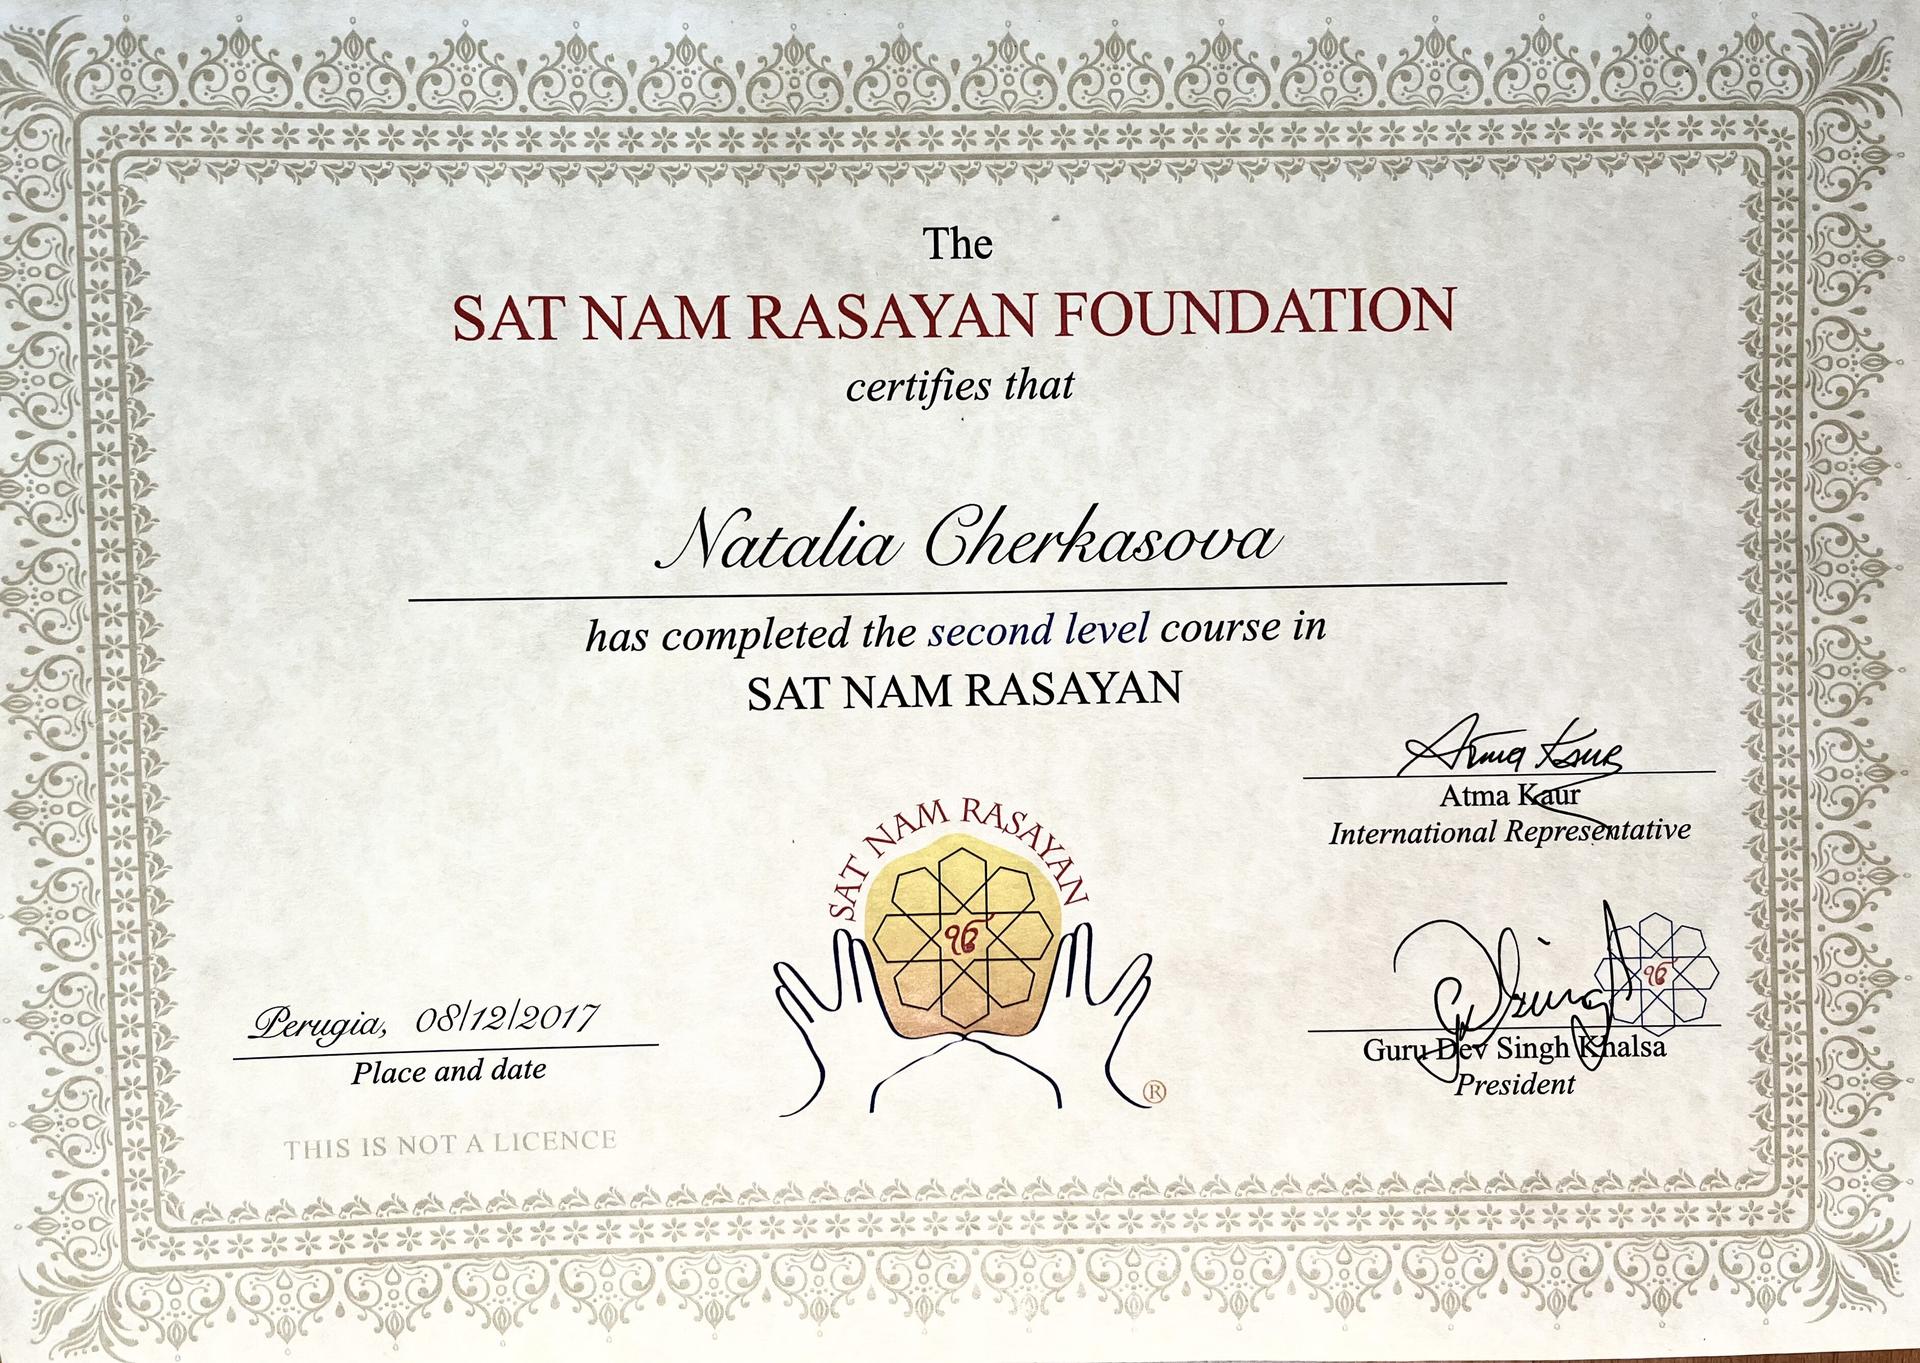 The
SAT NAM RASAYAN FOUNDATION
certifies that
Natalia Cherkasova
has completed the second level course in
SAT NAM RASAYAN
Atma Kaur
Atma Kaur
International Representative
SAT NAM RASAYAN
ੴ
®
ੴ
Guru Dev Singh Khalsa
President
Perugia, 08/12/2017
Place and date
THIS IS NOT A LICENCE